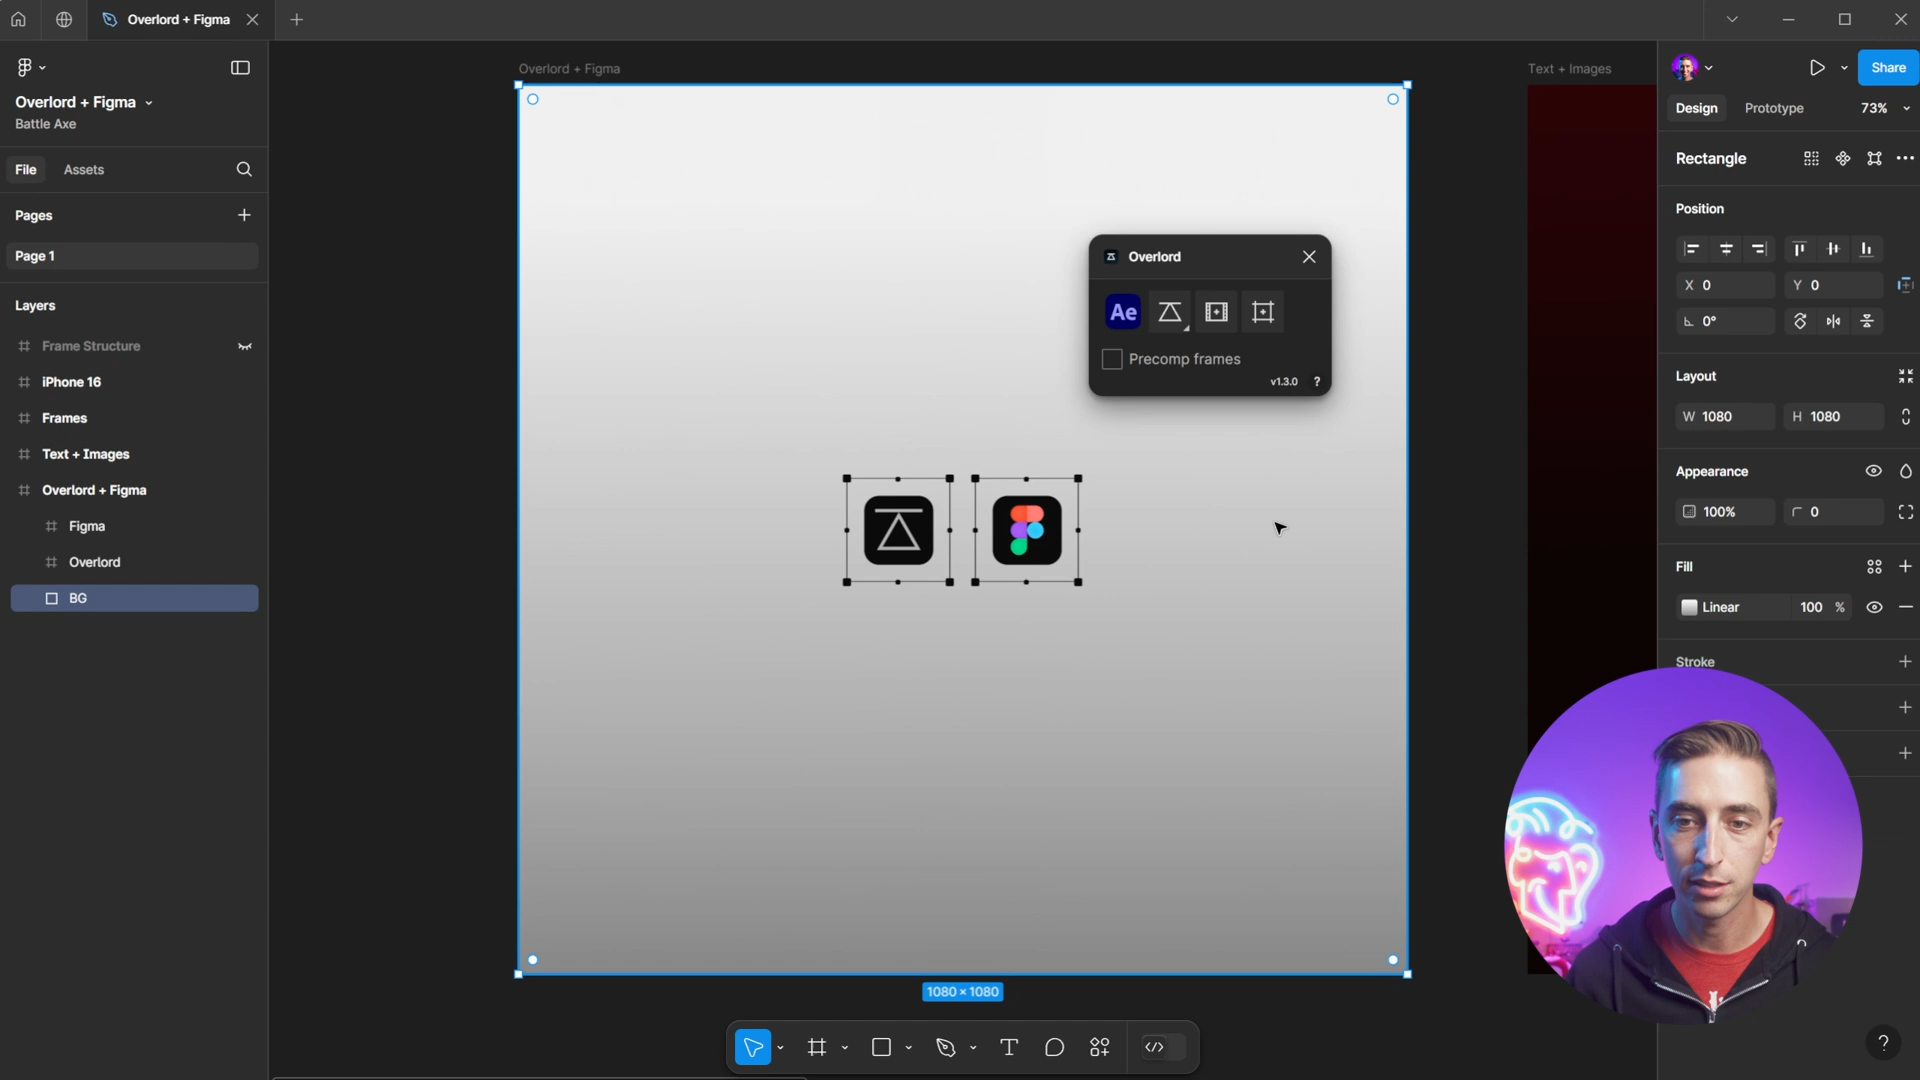 Overlord + Figma
Overlord + Figma
Battle Axe
File
Assets
Pages
Page 1
Layers
Frame Structure
iPhone 16
Frames
Text + Images
Overlord + Figma
Figma
Overlord
BG
Overlord + Figma
Text + Images
Overlord
Ae
Precomp frames
v1.3.0 ?
1080 × 1080
Share
Design
Prototype
73%
Rectangle
Position
X 0
Y 0
0°
Layout
W 1080
H 1080
Appearance
100%
0
Fill
Linear
100 %
Stroke
?